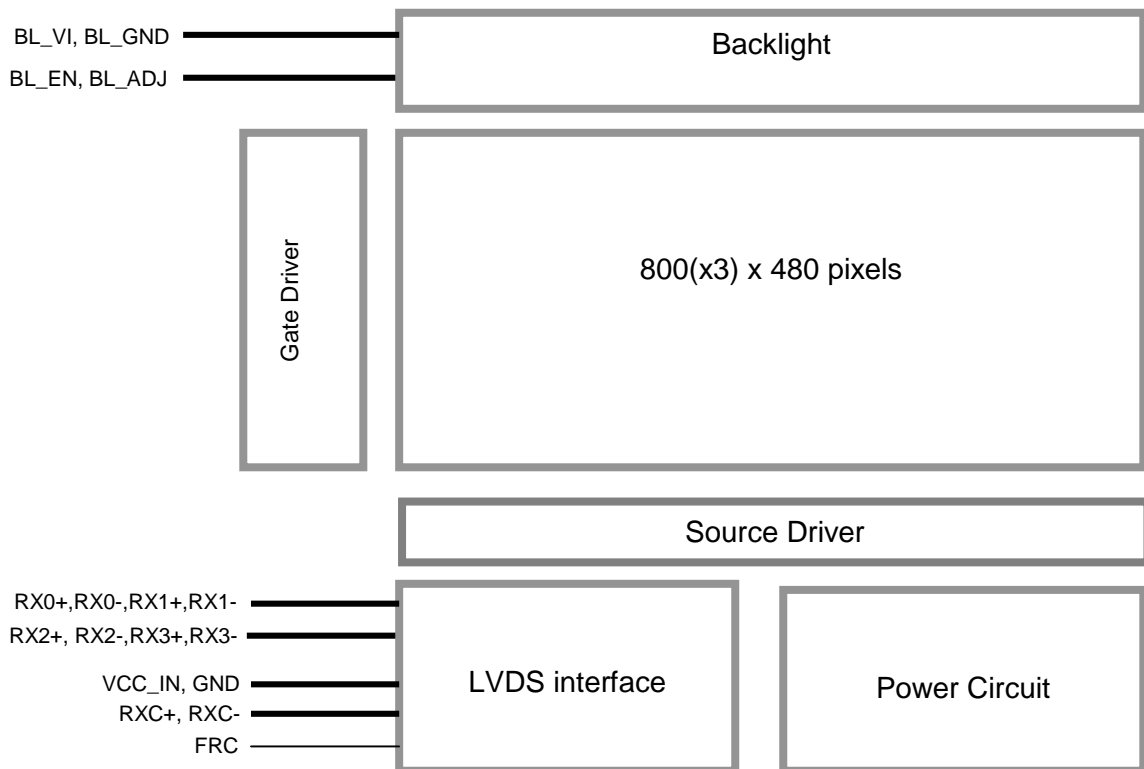 BL_VI, BL_GND
Backlight
BL_EN, BL_ADJ
Gate Driver
800(x3) x 480 pixels
Source Driver
RX0+,RX0-,RX1+,RX1-
RX2+, RX2-,RX3+,RX3-
VCC_IN, GND
RXC+, RXC-
FRC
LVDS interface
Power Circuit